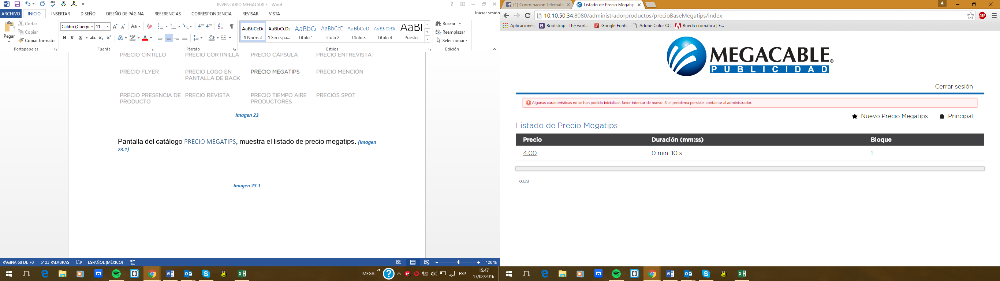 INVENTARIO MEGACABLE - Word
ARCHIVO INICIO INSERTAR DISEÑO DISEÑO DE PÁGINA REFERENCIAS CORRESPONDENCIA REVISAR VISTA Iniciar sesión
Pegar
Cortar
Copiar
Copiar formato
Portapapeles
Calibri (Cuerpo 11
N K S abc x₂ x²
Fuente
Párrafo
AaBbCcDc AaBbCcDc AaBbCc AaBbCcE AaBbCcD AaBbCcDc AaBl
¶ Normal ¶ Sin espa... Título 1 Título 2 Título 3 Título 4 Puesto
Estilos
Buscar
Reemplazar
Seleccionar
Edición
PRECIO CINTILLO PRECIO CORTINILLA PRECIO CÁPSULA PRECIO ENTREVISTA
PRECIO FLYER PRECIO LOGO EN PRECIO MEGATIPS PRECIO MENCIÓN
PANTALLA DE BACK
PRECIO PRESENCIA DE PRECIO REVISTA PRECIO TIEMPO AIRE PRECIOS SPOT
PRODUCTO PRODUCTORES
Imagen 23
Pantalla del catálogo PRECIO MEGATIPS, muestra el listado de precio megatips. (Imagen
23.1)
Imagen 23.1
PÁGINA 68 DE 70 5123 PALABRAS ESPAÑOL (MÉXICO) 120 %
MEGA ESP 15:47
17/02/2016
(1) Coordinacion Telemátic Listado de Precio Megatip
10.10.50.34:8080/administradorproductos/precioBaseMegatips/index
Aplicaciones Bootstrap · The worl... Google Fonts Adobe Color CC Rueda cromática | E...
ABP
MEGACABLE®
PUBLICIDAD
Cerrar sesión
Algunas características no se han podido inicializar, favor intentar de nuevo. Si el problema persiste, contactar al administrador.
Nuevo Precio Megatips Principal
Listado de Precio Megatips
Precio Duración (mm:ss) Bloque
4.00 0 min: 10 s 1
0.1.23